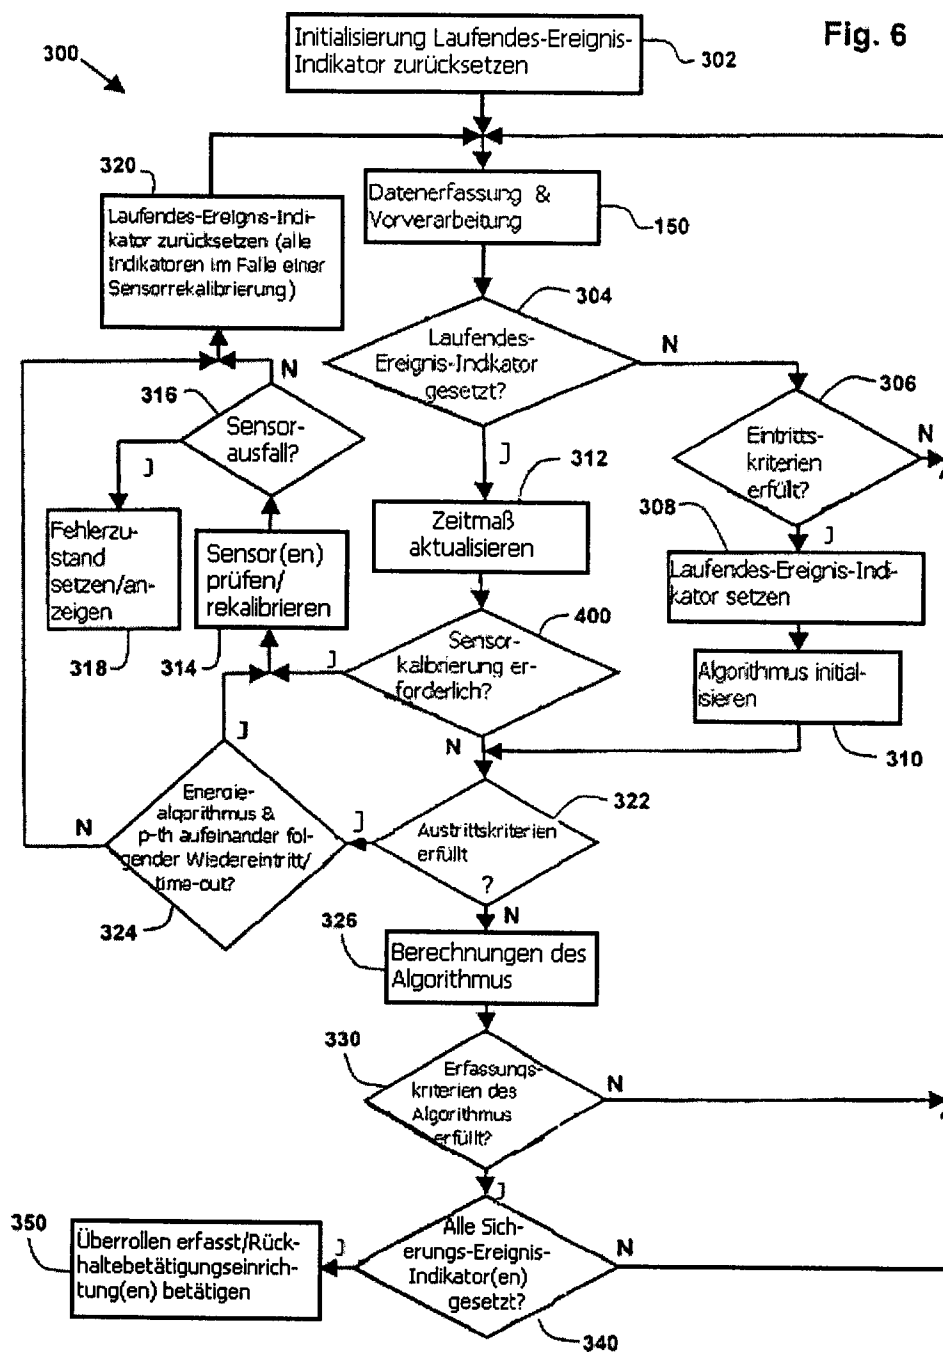 Fig. 6
300
Initialisierung Laufendes-Ereignis-
Indikator zurücksetzen
302
320
Laufendes-Ereignis-Indi-
kator zurücksetzen (alle
Indikatoren im Falle einer
Sensorrekalibrierung)
Datenerfassung &
Vorverarbeitung
150
304
Laufendes-
Ereignis-Indikator
gesetzt?
N
J
306
Eintritts-
kriterien
erfüllt?
N
J
N
316
Sensor-
ausfall?
J
312
Zeitmaß
aktualisieren
308
Laufendes-Ereignis-Indi-
kator setzen
Fehlerzu-
stand
setzen/an-
zeigen
318
Sensor(en)
prüfen/
rekalibrieren
314
400
Sensor-
kalibrierung er-
forderlich?
J
N
Algorithmus initial-
isieren
310
J
Energie-
algorithmus &
p-th aufeinander fol-
gender Wiedereintritt/
time-out?
N
324
322
Austrittskriterien
erfüllt
?
J
N
326
Berechnungen des
Algorithmus
330
Erfassungs-
kriterien des
Algorithmus
erfüllt?
N
J
350
Überrollen erfasst/Rück-
haltebetätigungseinrich-
tung(en) betätigen
J
Alle Sich-
erungs-Ereignis-
Indikator(en)
gesetzt?
N
340